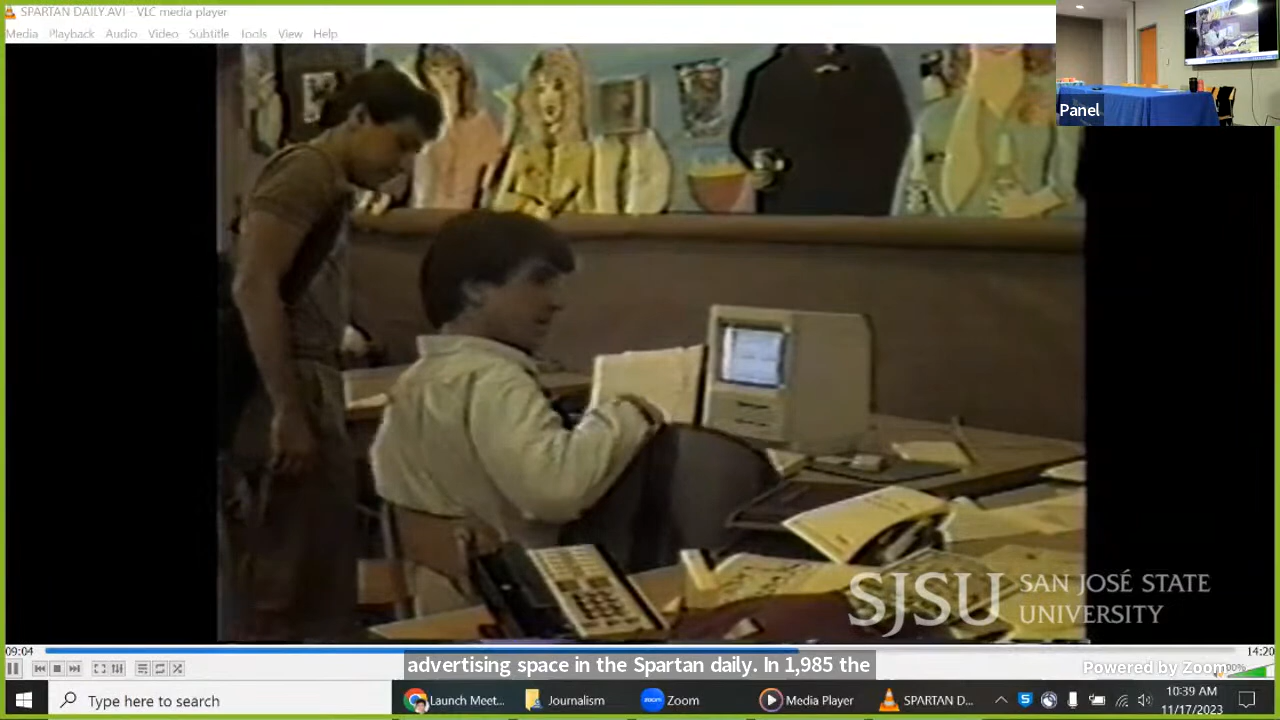 SPARTAN DAILY.AVI - VLC media player
Media Playback Audio Video Subtitle Tools View Help
Panel
SJSU SAN JOSÉ STATE
UNIVERSITY
09:04
14:20
advertising space in the Spartan daily. In 1,985 the
Powered by Zoom
Type here to search
Launch Meet...
Journalism
Zoom
Media Player
SPARTAN D...
10:39 AM
11/17/2023